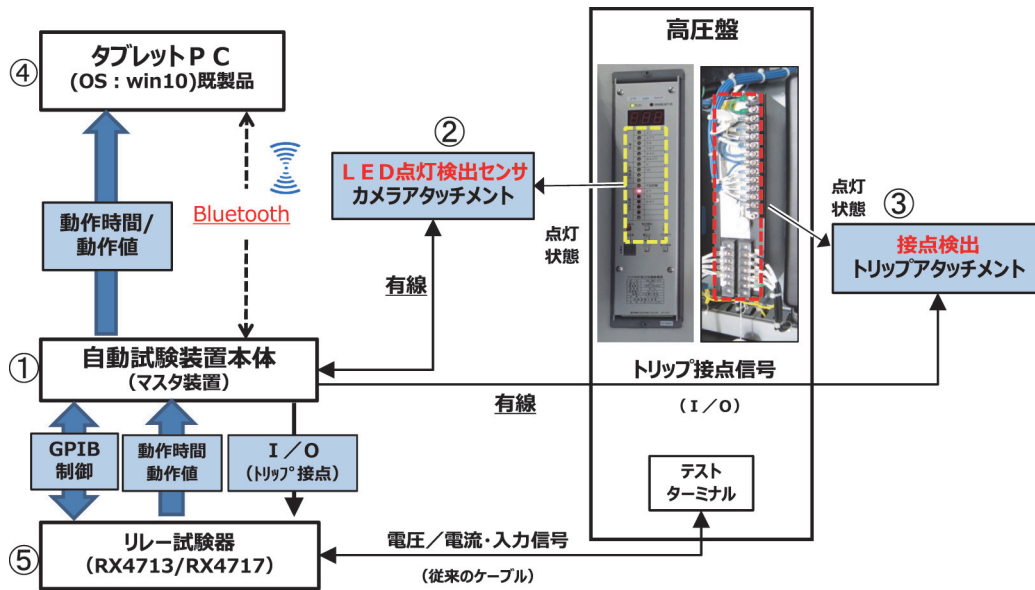 高圧盤
④
タブレットＰＣ
(OS：win10)既製品
②
ＬＥＤ点灯検出センサ
カメラアタッチメント
Bluetooth
動作時間/
動作値
点灯
状態
点灯
状態
③
接点検出
トリップアタッチメント
有線
①
自動試験装置本体
（マスタ装置）
トリップ接点信号
（Ｉ／Ｏ）
有線
GPIB
制御
動作時間
動作値
Ｉ／Ｏ
（ﾄﾘｯﾌﾟ接点）
テスト
ターミナル
⑤
リレー試験器
（RX4713/RX4717）
電圧／電流・入力信号
（従来のケーブル）